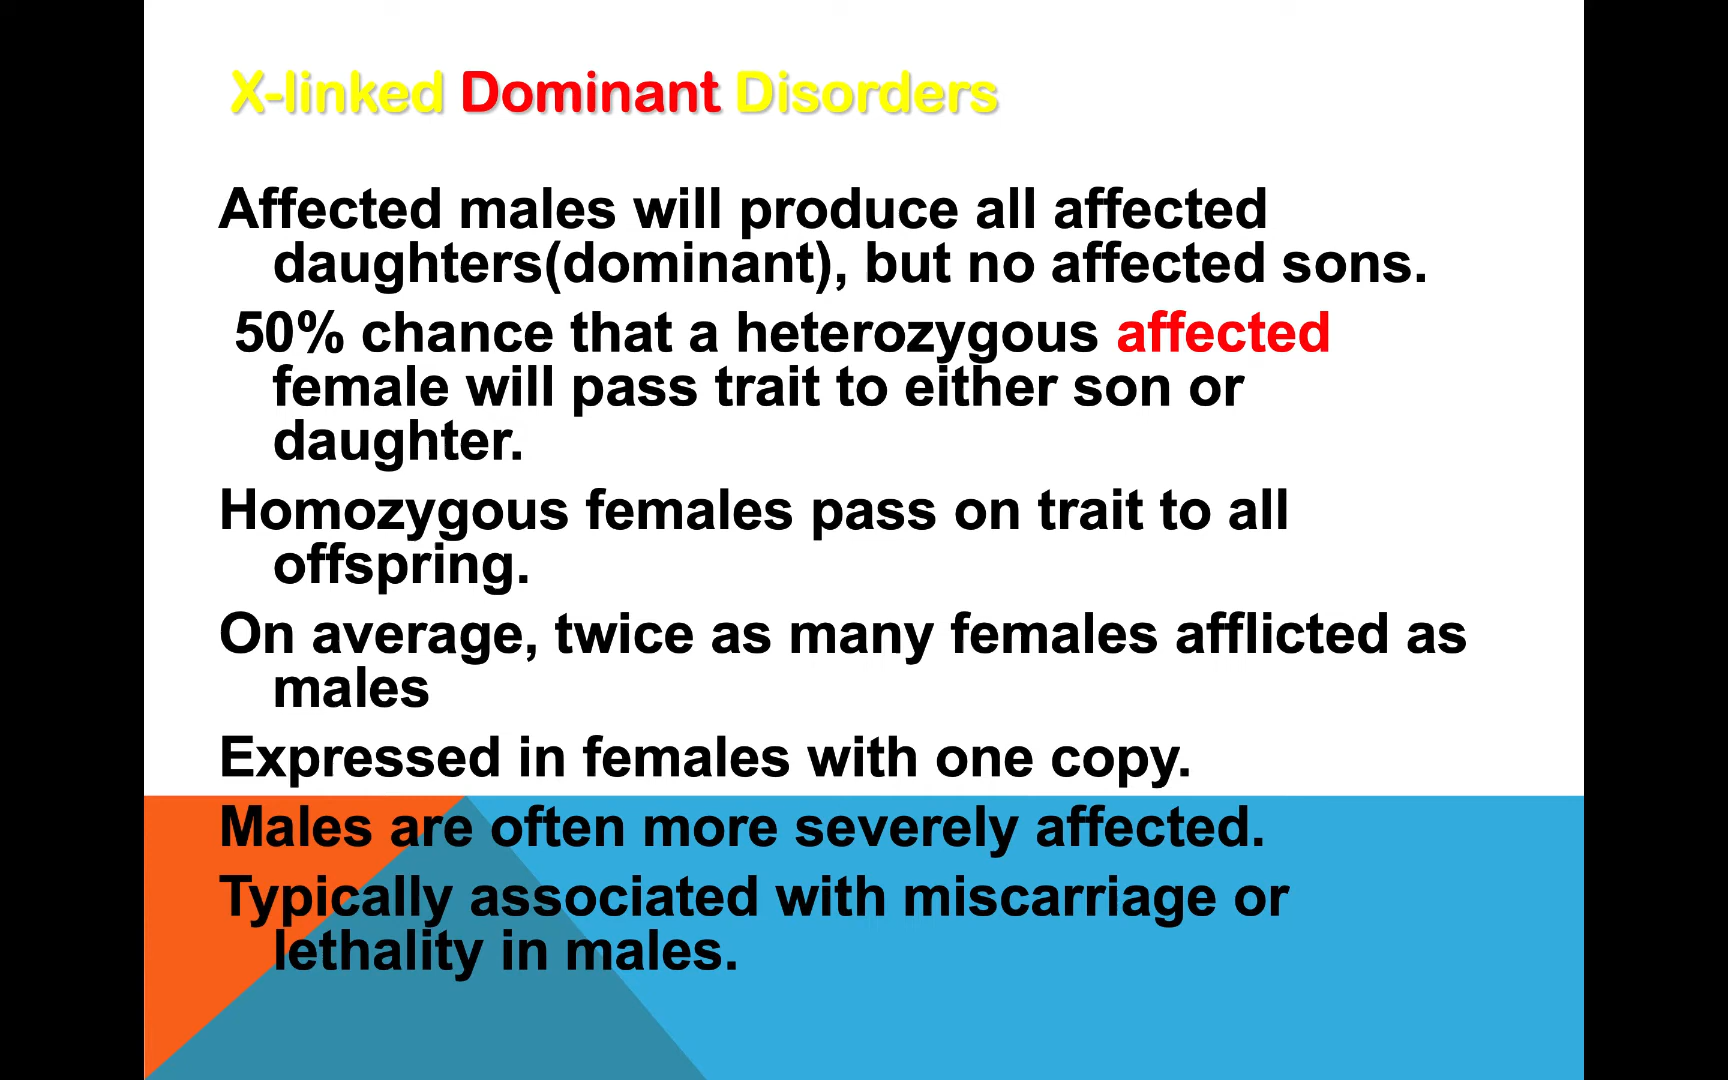 X-linked Dominant Disorders
Affected males will produce all affected
daughters(dominant), but no affected sons.
50% chance that a heterozygous affected
female will pass trait to either son or
daughter.
Homozygous females pass on trait to all
offspring.
On average, twice as many females afflicted as
males
Expressed in females with one copy.
Males are often more severely affected.
Typically associated with miscarriage or
lethality in males.